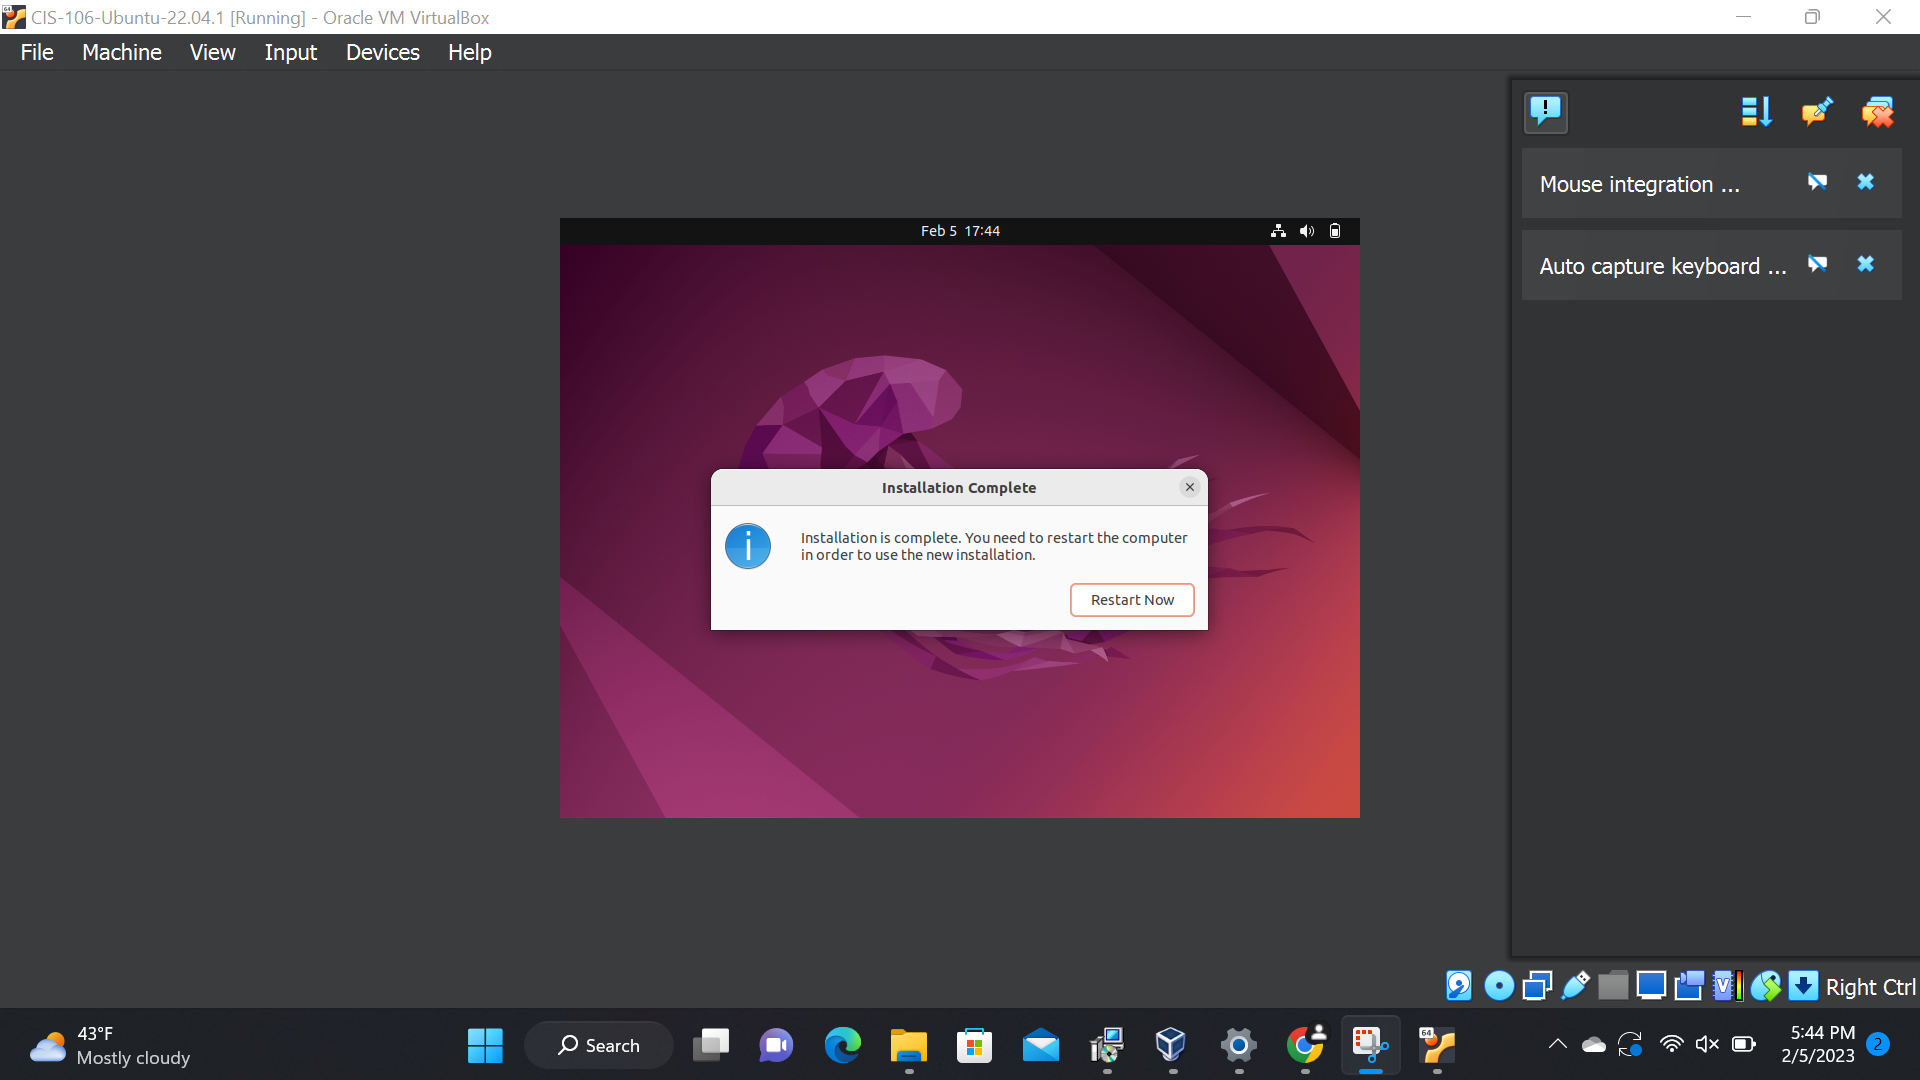 CIS-106-Ubuntu-22.04.1 [Running] - Oracle VM VirtualBox
File Machine View Input Devices Help
Mouse integration ...
Auto capture keyboard ...
Feb 5 17:44
Installation Complete
Installation is complete. You need to restart the computer
in order to use the new installation.
Restart Now
Right Ctrl
43°F
Mostly cloudy
Search
64
5:44 PM
2/5/2023
2